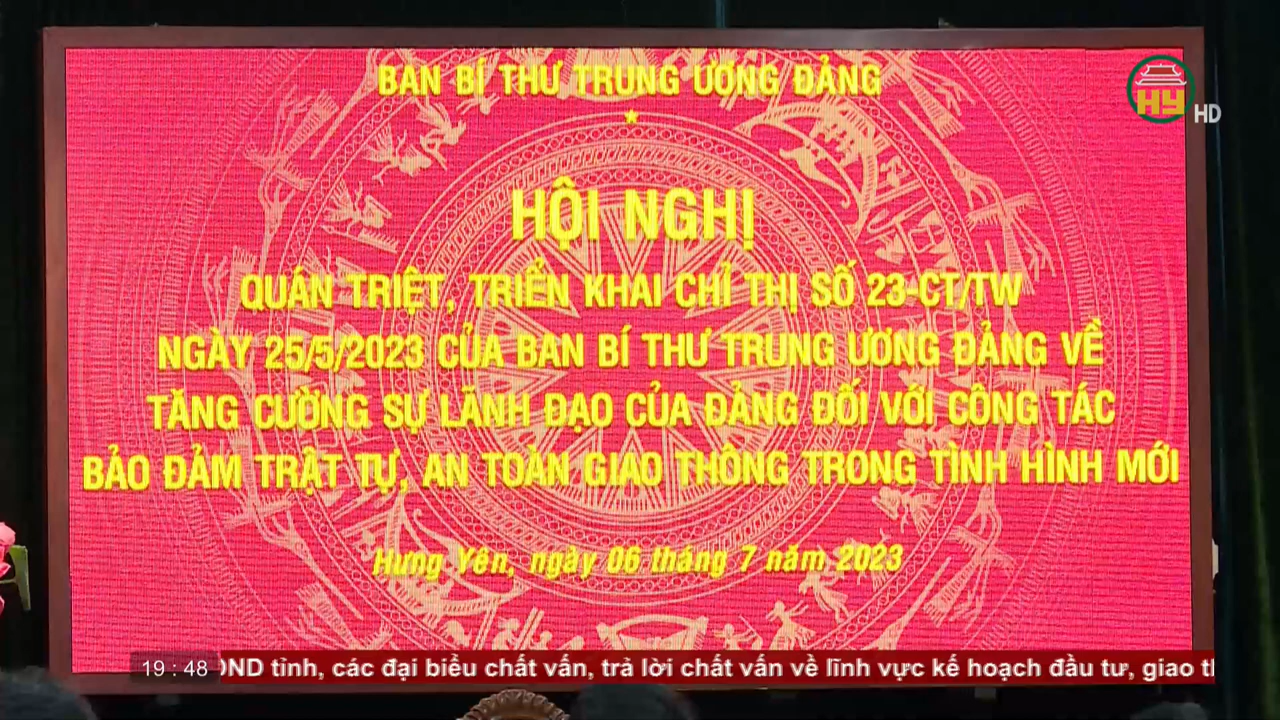 BAN BÍ THƯ TRUNG ƯƠNG ĐẢNG
HY HD
HỘI NGHỊ
QUÁN TRIỆT, TRIỂN KHAI CHỈ THỊ SỐ 23-CT/TW
NGÀY 25/5/2023 CỦA BAN BÍ THƯ TRUNG ƯƠNG ĐẢNG VỀ
TĂNG CƯỜNG SỰ LÃNH ĐẠO CỦA ĐẢNG ĐỐI VỚI CÔNG TÁC
BẢO ĐẢM TRẬT TỰ, AN TOÀN GIAO THÔNG TRONG TÌNH HÌNH MỚI
Hưng Yên, ngày 06 tháng 7 năm 2023
19 : 48 tỉnh, các đại biểu chất vấn, trả lời chất vấn về lĩnh vực kế hoạch đầu tư, giao